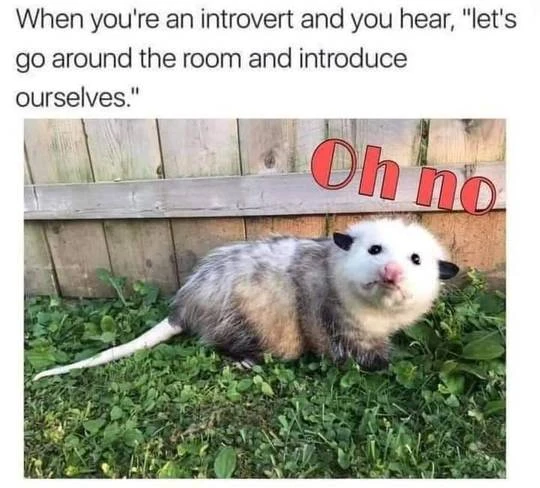 When you're an introvert and you hear, "let's
go around the room and introduce
ourselves."
Oh no